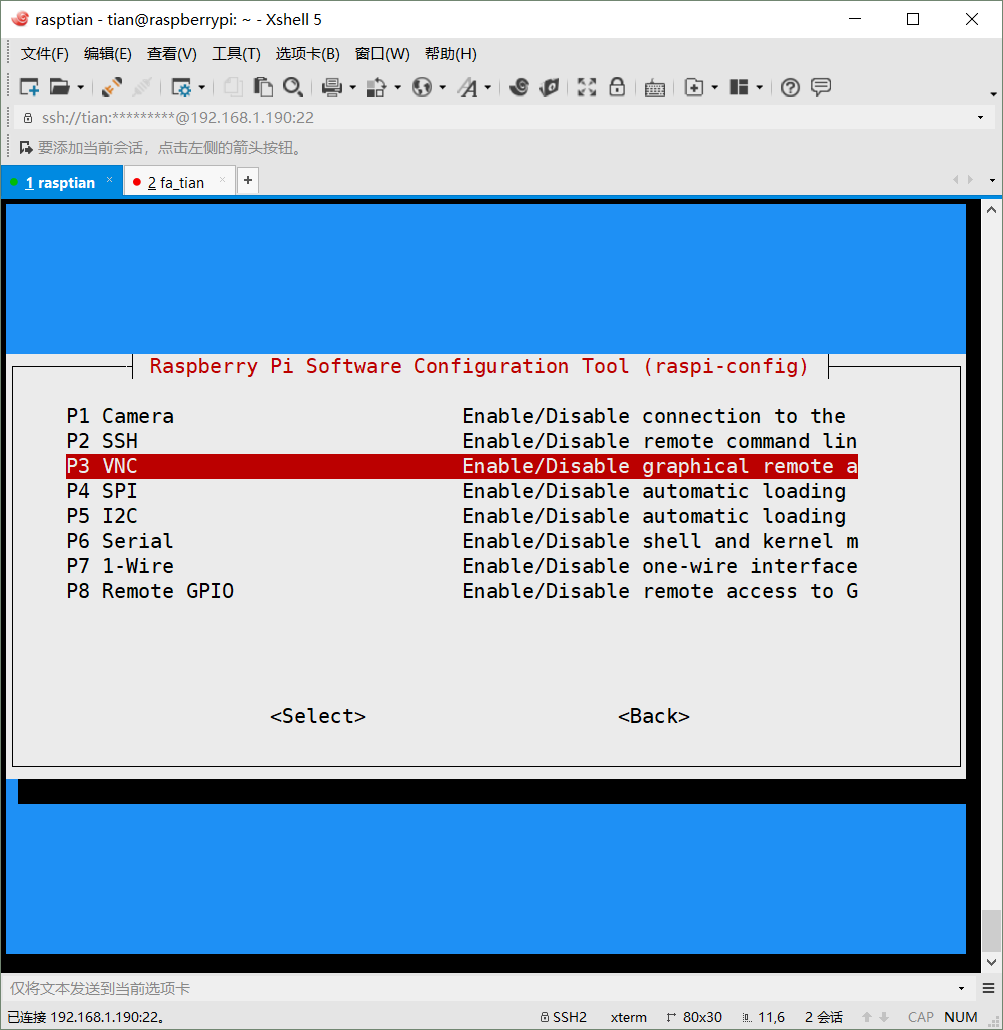 rasptian - tian@raspberrypi: ~ - Xshell 5
文件(F) 编辑(E) 查看(V) 工具(T) 选项卡(B) 窗口(W) 帮助(H)
ssh://tian:*********@192.168.1.190:22
要添加当前会话，点击左侧的箭头按钮。
1 rasptian × 2 fa_tian × +
Raspberry Pi Software Configuration Tool (raspi-config)
P1 Camera Enable/Disable connection to the
P2 SSH Enable/Disable remote command lin
P3 VNC Enable/Disable graphical remote a
P4 SPI Enable/Disable automatic loading
P5 I2C Enable/Disable automatic loading
P6 Serial Enable/Disable shell and kernel m
P7 1-Wire Enable/Disable one-wire interface
P8 Remote GPIO Enable/Disable remote access to G
<Select> <Back>
仅将文本发送到当前选项卡
已连接 192.168.1.190:22。 SSH2 xterm 80x30 11,6 2 会话 CAP NUM